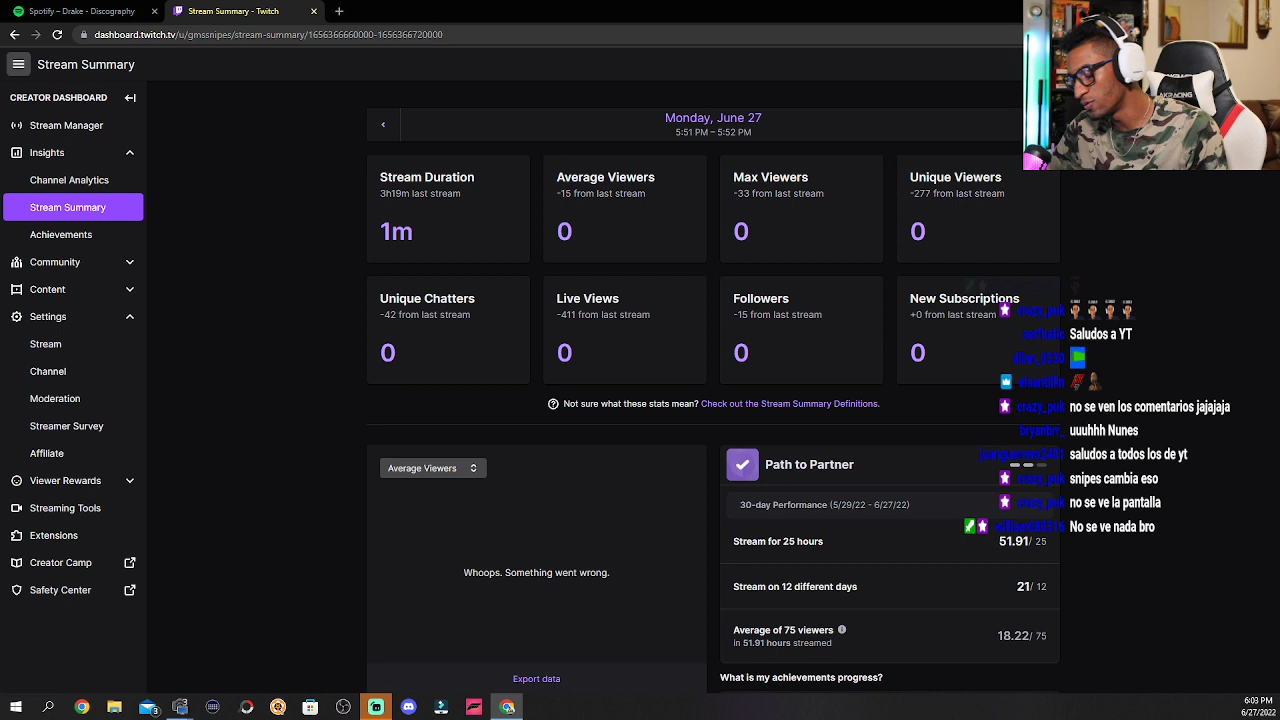 Spotify – Drake - Discography
Stream Summary - Twitch
dashboard.twitch.tv/u/gmssnipes/stream-summary/1656366660000-1656366720000
Stream Summary
CREATOR DASHBOARD
Stream Manager
Insights
Channel Analytics
Stream Summary
Achievements
Community
Content
Settings
Stream
Channel
Moderation
Streamer Survey
Affiliate
Viewer Rewards
Streaming Tools
Extensions
Creator Camp
Safety Center
Monday, June 27
5:51 PM – 5:52 PM
Stream Duration
3h19m last stream
1m
Average Viewers
-15 from last stream
0
Max Viewers
-33 from last stream
0
Unique Viewers
-277 from last stream
0
Unique Chatters
-42 from last stream
0
Live Views
-411 from last stream
0
Followers
-15 from last stream
0
New Subscriptions
+0 from last stream
0
Not sure what these stats mean? Check out the Stream Summary Definitions.
Average Viewers
Whoops. Something went wrong.
Export data
Path to Partner
30-day Performance (5/29/22 - 6/27/22)
Stream for 25 hours
51.91/ 25
Stream on 12 different days
21/ 12
Average of 75 viewers
in 51.91 hours streamed
18.22/ 75
What is my achievements progress?
AKRACING
crazy_puk
Saludos a YT
crazy_puk no se ven los comentarios jajajaja
uuuhhh Nunes
saludos a todos los de yt
crazy_puk snipes cambia eso
crazy_puk no se ve la pantalla
No se ve nada bro
6:03 PM
6/27/2022